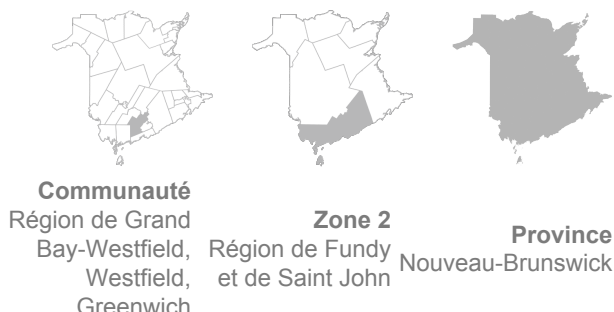 Communauté
Région de Grand
Bay-Westfield,
Westfield,
Greenwich
Zone 2
Région de Fundy
et de Saint John
Province
Nouveau-Brunswick